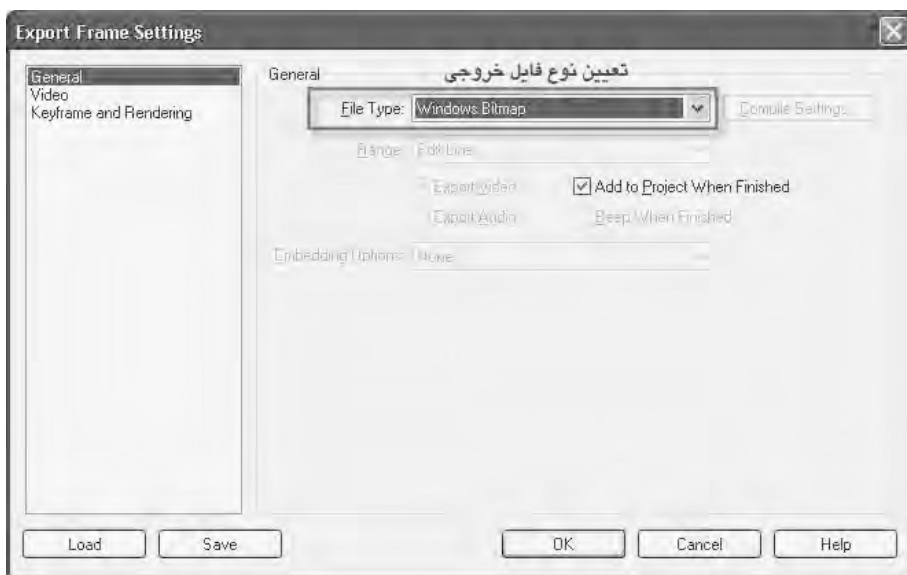 Export Frame Settings
General
Video
Keyframe and Rendering
General
تعیین نوع فایل خروجی
File Type: Windows Bitmap
Compile Settings...
Range: Edit Line
Export Video
Add to Project When Finished
Export Audio
Beep When Finished
Embedding Options: None
Load
Save
OK
Cancel
Help